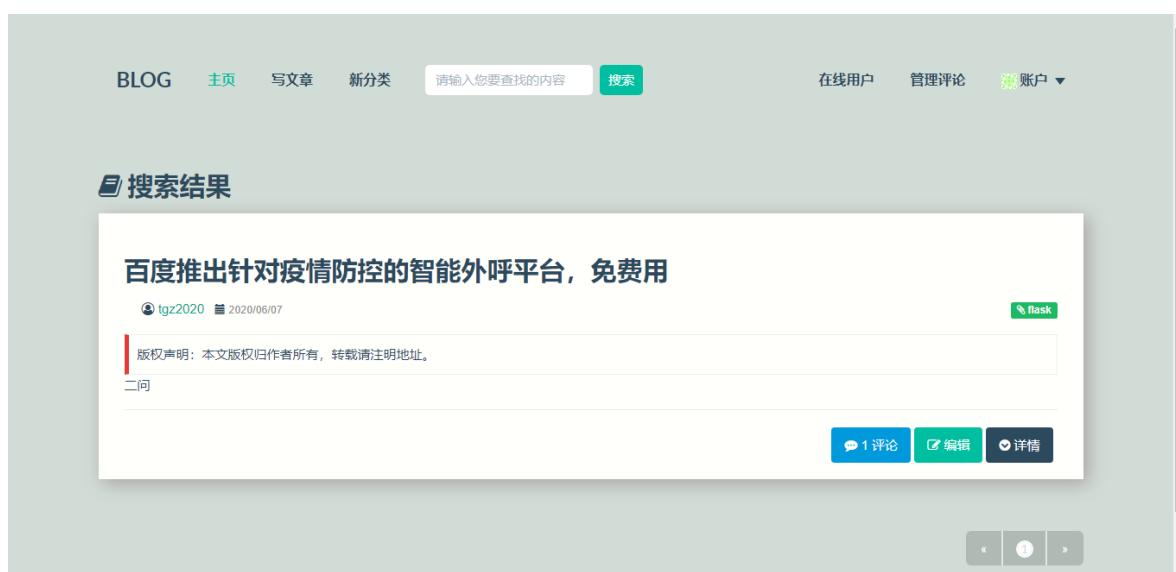 BLOG 主页 写文章 新分类 请输入您要查找的内容 搜索 在线用户 管理评论 账户
搜索结果
百度推出针对疫情防控的智能外呼平台，免费用
tgz2020 2020/06/07 flask
版权声明：本文版权归作者所有，转载请注明地址。
二问
1 评论 编辑 详情
« 1 »